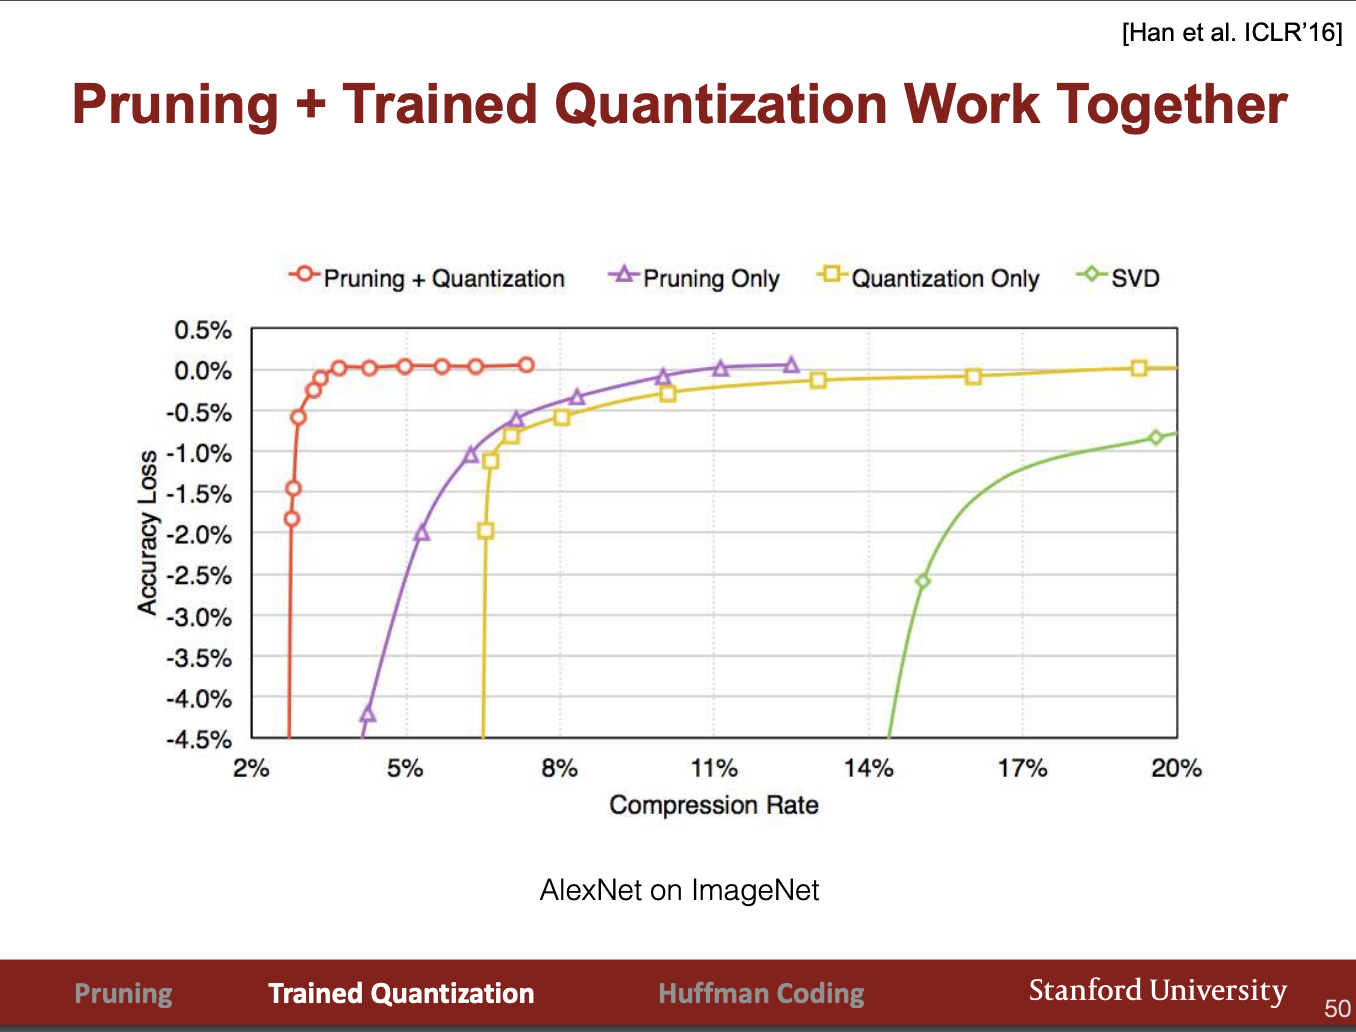 [Han et al. ICLR’16]
Pruning + Trained Quantization Work Together
Pruning + Quantization Pruning Only Quantization Only SVD
0.5%
0.0%
-0.5%
-1.0%
-1.5%
-2.0%
-2.5%
-3.0%
-3.5%
-4.0%
-4.5%
Accuracy Loss
2% 5% 8% 11% 14% 17% 20%
Compression Rate
AlexNet on ImageNet
Pruning Trained Quantization Huffman Coding Stanford University 50